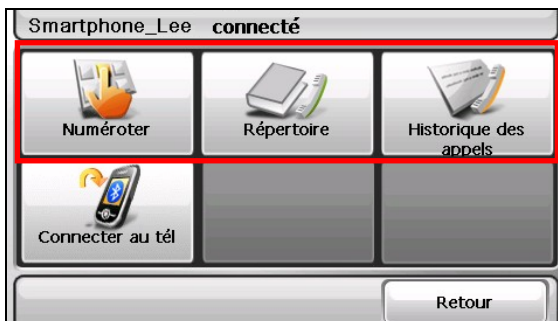 Smartphone_Lee connecté
Numéroter Répertoire Historique des
appels
Connecter au tél
Retour